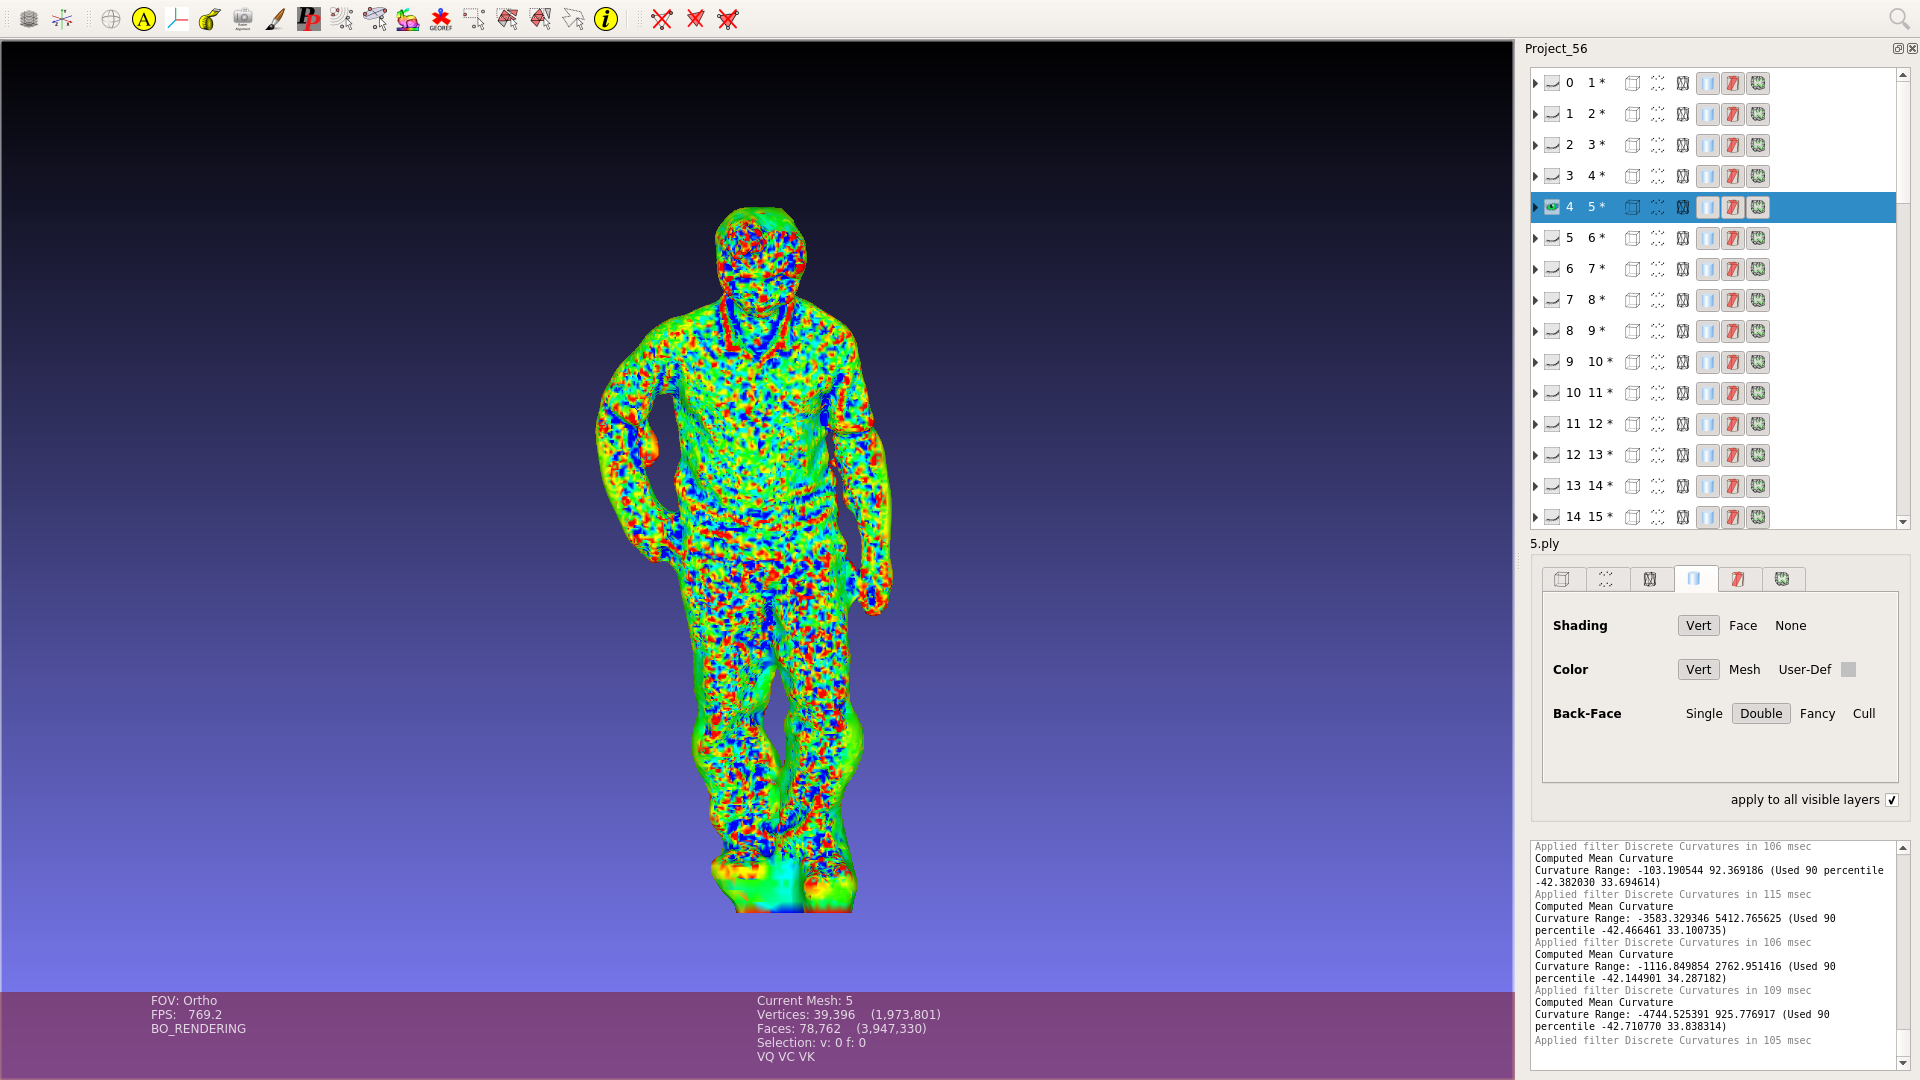 A
PP
GEOREF
i
Project_56
0 1 *
1 2 *
2 3 *
3 4 *
4 5 *
5 6 *
6 7 *
7 8 *
8 9 *
9 10 *
10 11 *
11 12 *
12 13 *
13 14 *
14 15 *
5.ply
Shading Vert Face None
Color Vert Mesh User-Def
Back-Face Single Double Fancy Cull
apply to all visible layers
Applied filter Discrete Curvatures in 106 msec
Computed Mean Curvature
Curvature Range: -103.190544 92.369186 (Used 90 percentile
-42.382030 33.694614)
Applied filter Discrete Curvatures in 115 msec
Computed Mean Curvature
Curvature Range: -3583.329346 5412.765625 (Used 90
percentile -42.466461 33.100735)
Applied filter Discrete Curvatures in 106 msec
Computed Mean Curvature
Curvature Range: -1116.849854 2762.951416 (Used 90
percentile -42.144901 34.287182)
Applied filter Discrete Curvatures in 109 msec
Computed Mean Curvature
Curvature Range: -4744.525391 925.776917 (Used 90
percentile -42.710770 33.838314)
Applied filter Discrete Curvatures in 105 msec
FOV: Ortho
FPS: 769.2
BO_RENDERING
Current Mesh: 5
Vertices: 39,396 (1,973,801)
Faces: 78,762 (3,947,330)
Selection: v: 0 f: 0
VQ VC VK